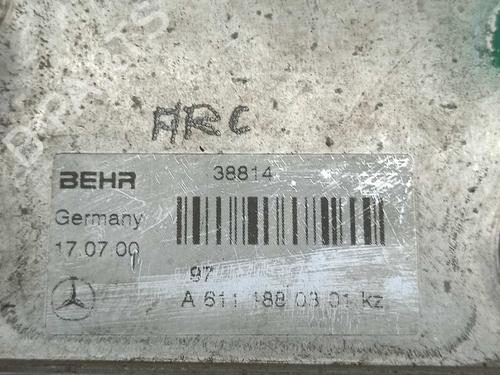 ARC
BEHR
38814
Germany
17.07.00
97
A 611 188 03 01 kz